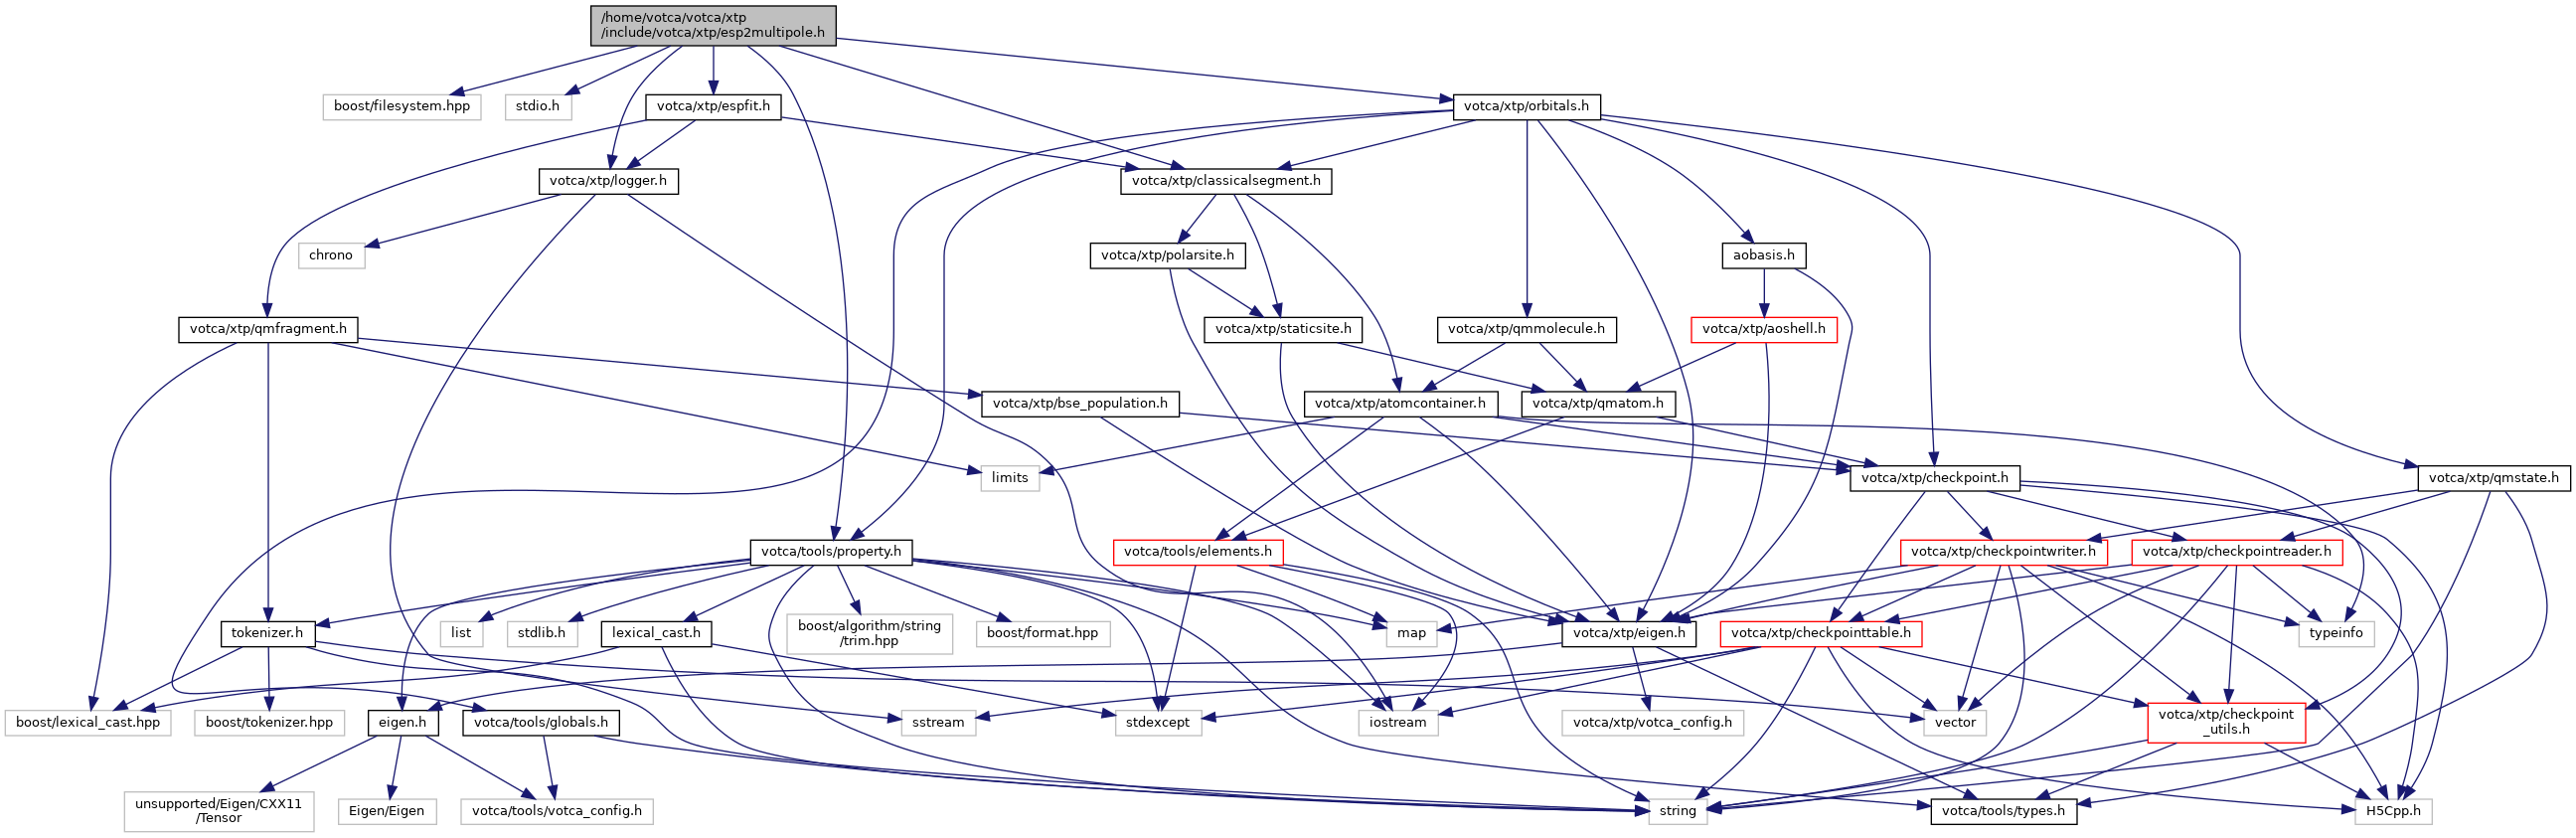 /home/votca/votca/xtp
/include/votca/xtp/esp2multipole.h
boost/filesystem.hpp
stdio.h
votca/xtp/espfit.h
votca/xtp/orbitals.h
votca/xtp/logger.h
votca/xtp/classicalsegment.h
chrono
votca/xtp/polarsite.h
aobasis.h
votca/xtp/qmfragment.h
votca/xtp/staticsite.h
votca/xtp/qmmolecule.h
votca/xtp/aoshell.h
votca/xtp/bse_population.h
votca/xtp/atomcontainer.h
votca/xtp/qmatom.h
limits
votca/xtp/checkpoint.h
votca/xtp/qmstate.h
votca/tools/property.h
votca/tools/elements.h
votca/xtp/checkpointwriter.h
votca/xtp/checkpointreader.h
tokenizer.h
list
stdlib.h
lexical_cast.h
boost/algorithm/string
/trim.hpp
boost/format.hpp
map
votca/xtp/eigen.h
votca/xtp/checkpointtable.h
typeinfo
boost/lexical_cast.hpp
boost/tokenizer.hpp
eigen.h
votca/tools/globals.h
sstream
stdexcept
iostream
votca/xtp/votca_config.h
vector
votca/xtp/checkpoint
_utils.h
unsupported/Eigen/CXX11
/Tensor
Eigen/Eigen
votca/tools/votca_config.h
string
votca/tools/types.h
H5Cpp.h